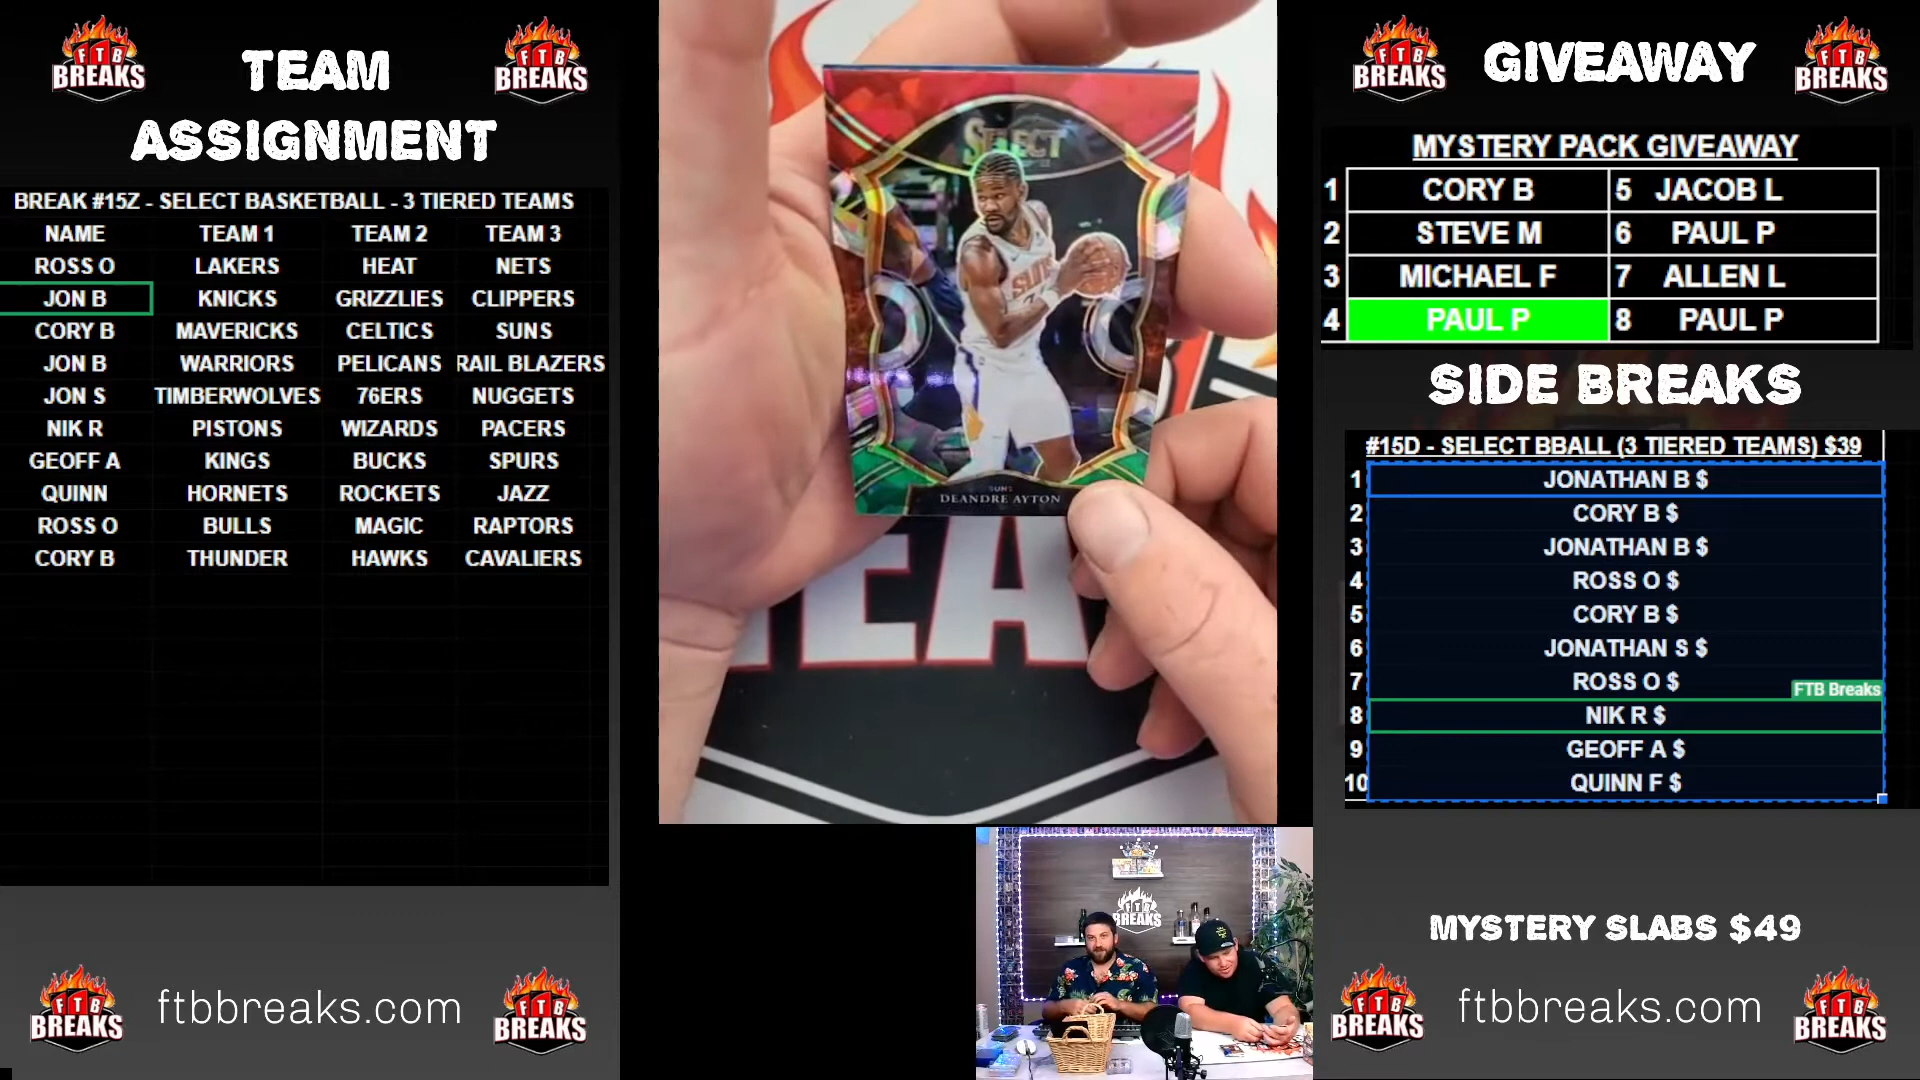 FTB
BREAKS
TEAM
ASSIGNMENT
FTB
BREAKS
BREAK #15Z - SELECT BASKETBALL - 3 TIERED TEAMS
NAME TEAM 1 TEAM 2 TEAM 3
ROSS O LAKERS HEAT NETS
JON B KNICKS GRIZZLIES CLIPPERS
CORY B MAVERICKS CELTICS SUNS
JON B WARRIORS PELICANS RAIL BLAZERS
JON S TIMBERWOLVES 76ERS NUGGETS
NIK R PISTONS WIZARDS PACERS
GEOFF A KINGS BUCKS SPURS
QUINN HORNETS ROCKETS JAZZ
ROSS O BULLS MAGIC RAPTORS
CORY B THUNDER HAWKS CAVALIERS
FTB
BREAKS
ftbbreaks.com
FTB
BREAKS
SELECT
SUNS
SUNS
DEANDRE AYTON
FTB
BREAKS
FTB
BREAKS
GIVEAWAY
FTB
BREAKS
MYSTERY PACK GIVEAWAY
1 CORY B 5 JACOB L
2 STEVE M 6 PAUL P
3 MICHAEL F 7 ALLEN L
4 PAUL P 8 PAUL P
SIDE BREAKS
#15D - SELECT BBALL (3 TIERED TEAMS) $39
1 JONATHAN B $
2 CORY B $
3 JONATHAN B $
4 ROSS O $
5 CORY B $
6 JONATHAN S $
7 ROSS O $
FTB Breaks
8 NIK R $
9 GEOFF A $
10 QUINN F $
MYSTERY SLABS $49
FTB
BREAKS
ftbbreaks.com
FTB
BREAKS